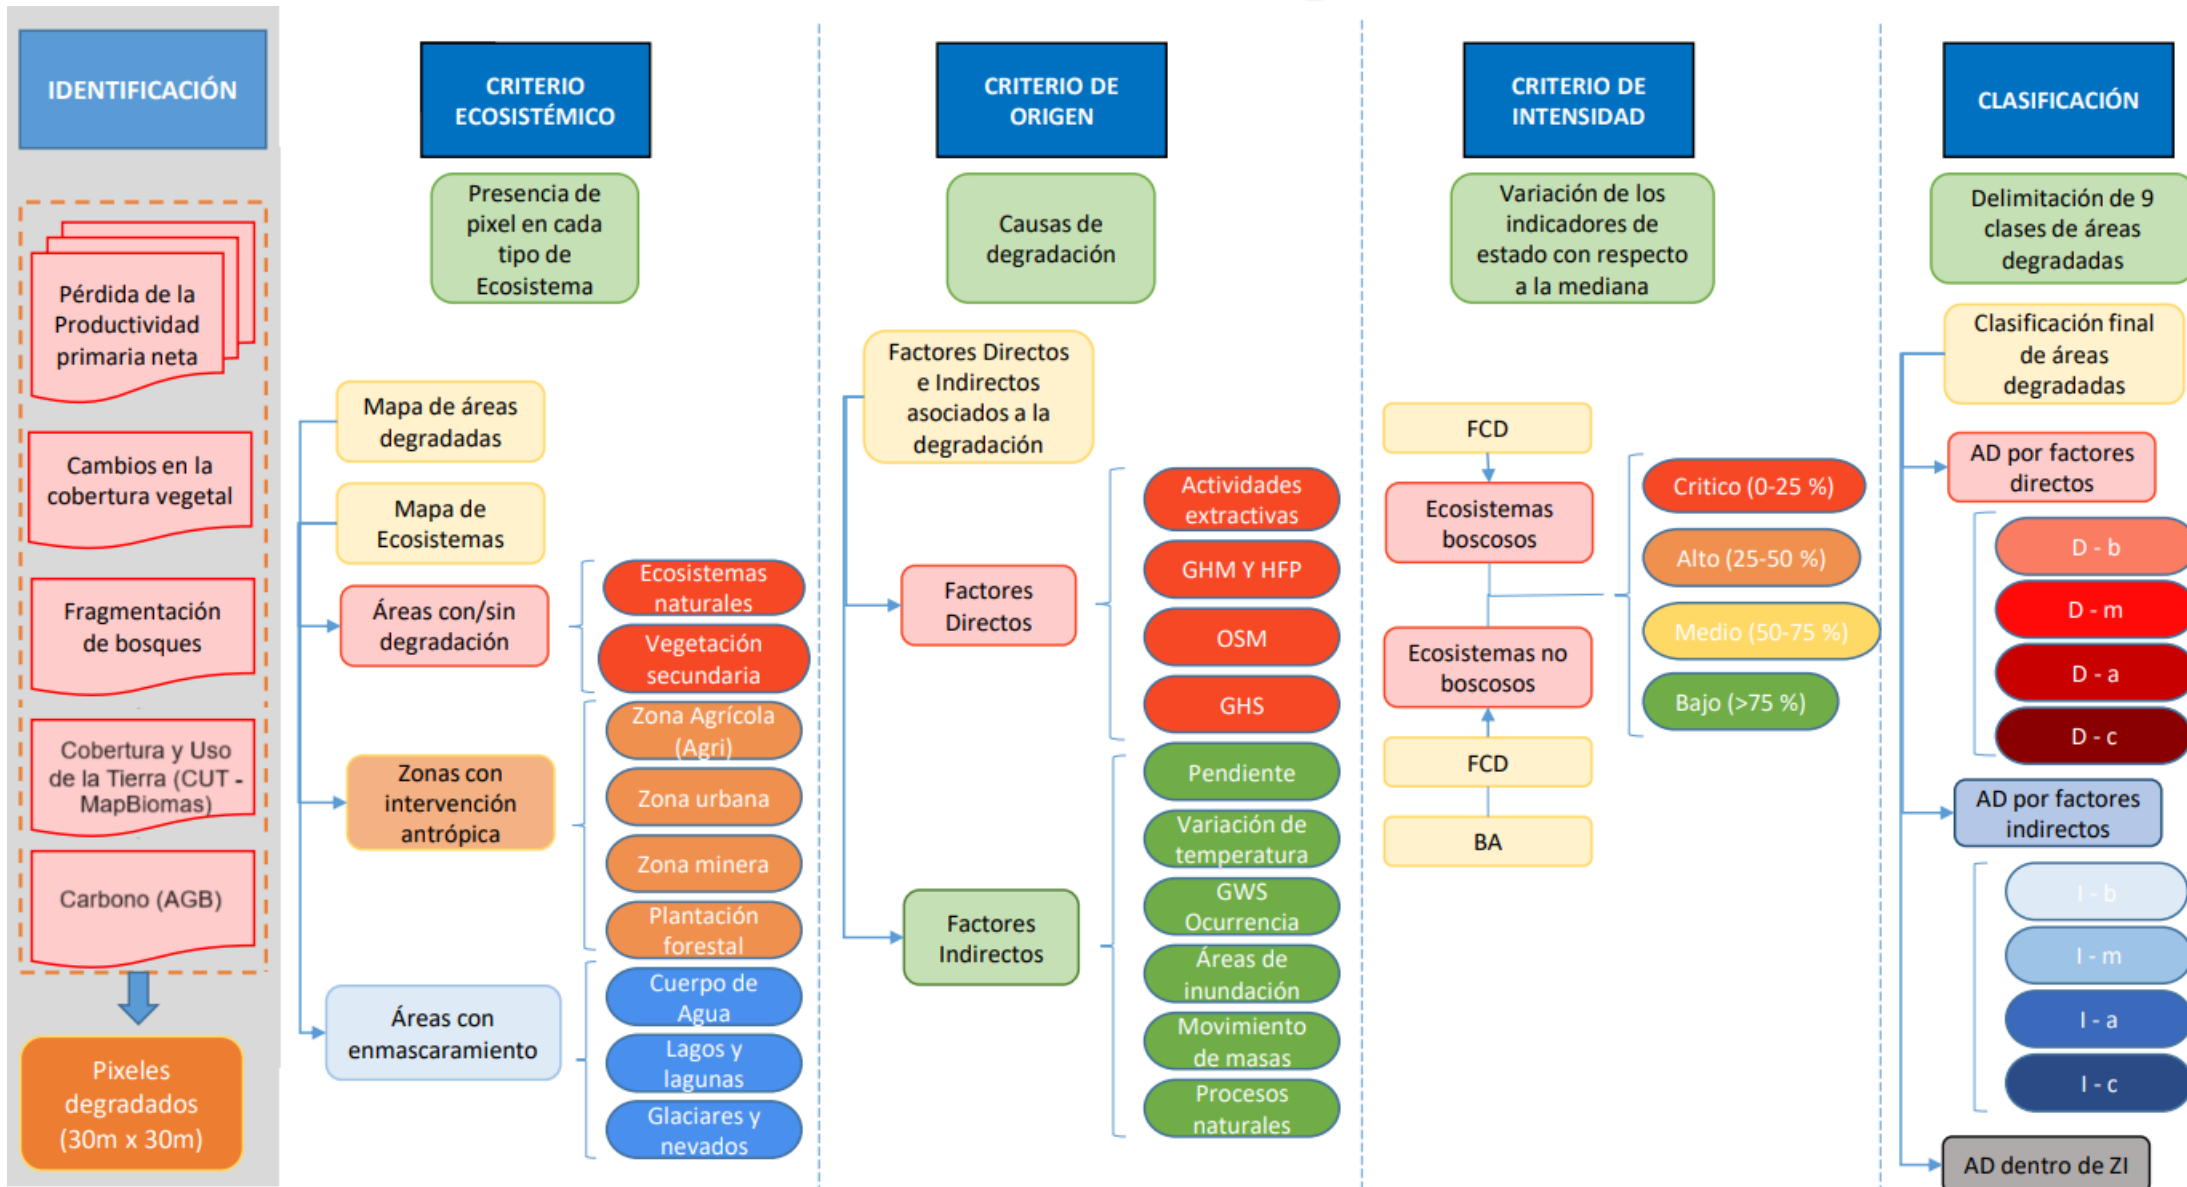 IDENTIFICACIÓN
Pérdida de la
Productividad
primaria neta
Cambios en la
cobertura vegetal
Fragmentación
de bosques
Cobertura y Uso
de la Tierra (CUT -
MapBiomas)
Carbono (AGB)
Pixeles
degradados
(30m x 30m)
CRITERIO
ECOSISTÉMICO
Presencia de
pixel en cada
tipo de
Ecosistema
Mapa de áreas
degradadas
Mapa de
Ecosistemas
Áreas con/sin
degradación
Ecosistemas
naturales
Vegetación
secundaria
Zonas con
intervención
antrópica
Zona Agrícola
(Agri)
Zona urbana
Zona minera
Plantación
forestal
Áreas con
enmascaramiento
Cuerpo de
Agua
Lagos y
lagunas
Glaciares y
nevados
CRITERIO DE
ORIGEN
Causas de
degradación
Factores Directos
e Indirectos
asociados a la
degradación
Factores
Directos
Actividades
extractivas
GHM Y HFP
OSM
GHS
Factores
Indirectos
Pendiente
Variación de
temperatura
GWS
Ocurrencia
Áreas de
inundación
Movimiento
de masas
Procesos
naturales
CRITERIO DE
INTENSIDAD
Variación de los
indicadores de
estado con respecto
a la mediana
FCD
Ecosistemas
boscosos
Ecosistemas no
boscosos
FCD
BA
Critico (0-25 %)
Alto (25-50 %)
Medio (50-75 %)
Bajo (>75 %)
CLASIFICACIÓN
Delimitación de 9
clases de áreas
degradadas
Clasificación final
de áreas
degradadas
AD por factores
directos
D - b
D - m
D - a
D - c
AD por factores
indirectos
I - b
I - m
I - a
I - c
AD dentro de ZI